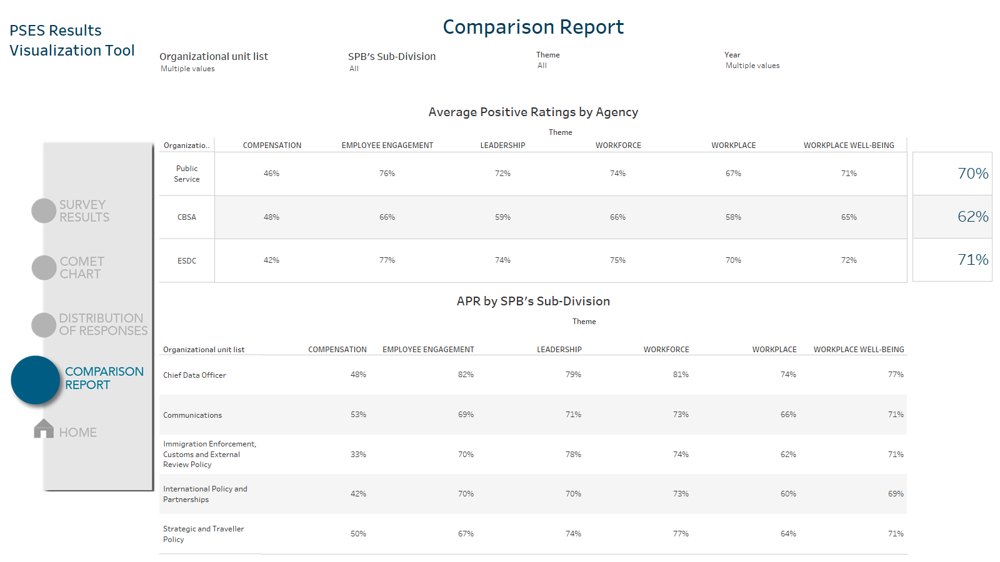 PSES Results
Visualization Tool
Comparison Report
Organizational unit list
Multiple values
SPB's Sub-Division
All
Theme
All
Year
Multiple values
Average Positive Ratings by Agency
Theme
Organizatio.. COMPENSATION EMPLOYEE ENGAGEMENT LEADERSHIP WORKFORCE WORKPLACE WORKPLACE WELL-BEING
Public
Service
46% 76% 72% 74% 67% 71% 70%
CBSA 48% 66% 59% 66% 58% 65% 62%
ESDC 42% 77% 74% 75% 70% 72% 71%
SURVEY
RESULTS
COMET
CHART
DISTRIBUTION
OF RESPONSES
COMPARISON
REPORT
HOME
APR by SPB's Sub-Division
Theme
Organizational unit list COMPENSATION EMPLOYEE ENGAGEMENT LEADERSHIP WORKFORCE WORKPLACE WORKPLACE WELL-BEING
Chief Data Officer 48% 82% 79% 81% 74% 77%
Communications 53% 69% 71% 73% 66% 71%
Immigration Enforcement,
Customs and External
Review Policy
33% 70% 78% 74% 62% 71%
International Policy and
Partnerships
42% 70% 70% 73% 60% 69%
Strategic and Traveller
Policy
50% 67% 74% 77% 64% 71%